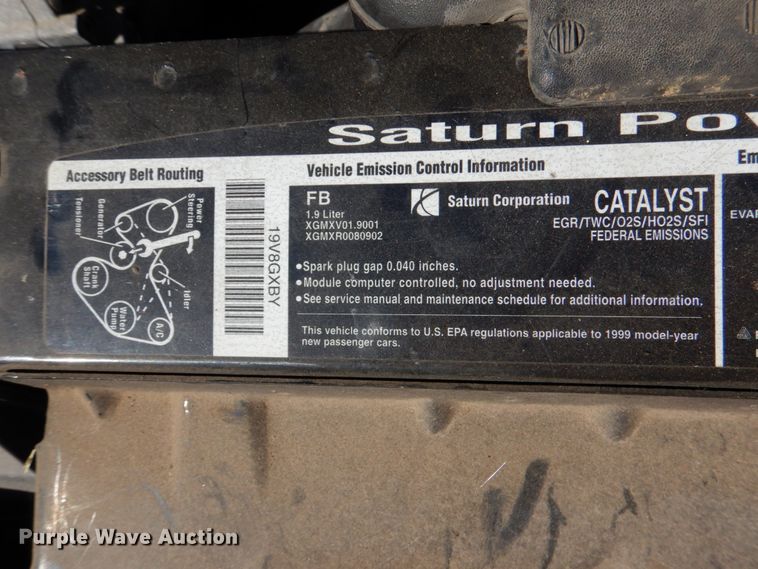 Saturn Po
Accessory Belt Routing
Power Steering
Generator
Tensioner
Crank Shaft
Water Pump
A/C
Idler
19V8GXBY
Vehicle Emission Control Information
Em
FB
1.9 Liter
XGMXV01.9001
XGMXR0080902
Saturn Corporation
CATALYST
EGR/TWC/O2S/HO2S/SFI
FEDERAL EMISSIONS
EVAP
•Spark plug gap 0.040 inches.
•Module computer controlled, no adjustment needed.
•See service manual and maintenance schedule for additional information.
This vehicle conforms to U.S. EPA regulations applicable to 1999 model-year
new passenger cars.
Purple Wave Auction